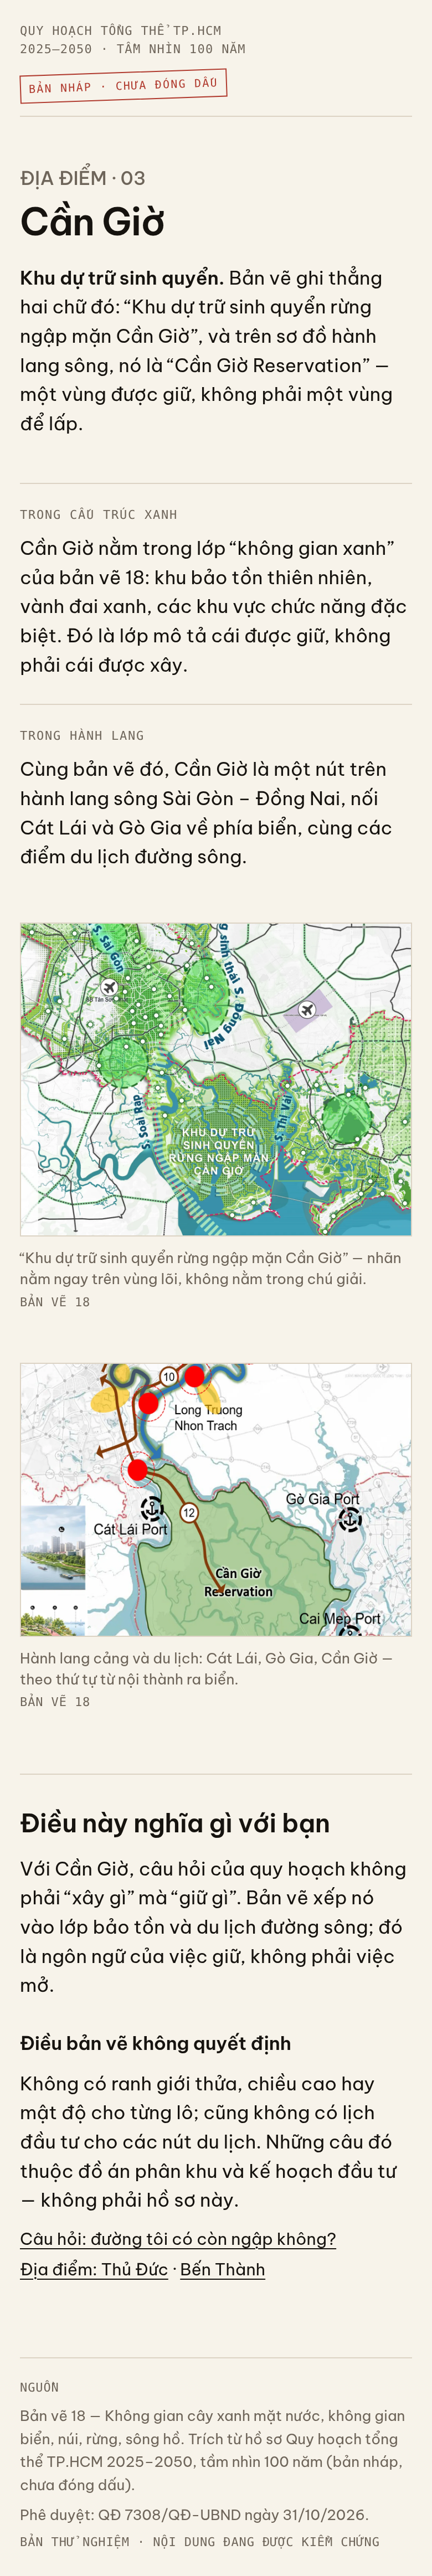 QUY HOẠCH TỔNG THỂ TP.HCM
2025–2050 · TẦM NHÌN 100 NĂM
BẢN NHÁP · CHƯA ĐÓNG DẤU
ĐỊA ĐIỂM · 03
Cần Giờ
Khu dự trữ sinh quyển. Bản vẽ ghi thẳng
hai chữ đó: “Khu dự trữ sinh quyển rừng
ngập mặn Cần Giờ”, và trên sơ đồ hành
lang sông, nó là “Cần Giờ Reservation” —
một vùng được giữ, không phải một vùng
để lấp.
TRONG CẤU TRÚC XANH
Cần Giờ nằm trong lớp “không gian xanh”
của bản vẽ 18: khu bảo tồn thiên nhiên,
vành đai xanh, các khu vực chức năng đặc
biệt. Đó là lớp mô tả cái được giữ, không
phải cái được xây.
TRONG HÀNH LANG
Cùng bản vẽ đó, Cần Giờ là một nút trên
hành lang sông Sài Gòn – Đồng Nai, nối
Cát Lái và Gò Gia về phía biển, cùng các
điểm du lịch đường sông.
S. Sài Gòn
g sinh thái S. Đồng Nai
S. Soài Rạp
S. Thị Vải
KHU DỰ TRỮ
SINH QUYỂN
RỪNG NGẬP MẶN
CẦN GIỜ
“Khu dự trữ sinh quyển rừng ngập mặn Cần Giờ” — nhãn
nằm ngay trên vùng lõi, không nằm trong chú giải.
BẢN VẼ 18
10
Long Truong
Nhon Trach
Gò Gia Port
12
Cát Lái Port
Cần Giờ
Reservation
Cai Mep Port
Hành lang cảng và du lịch: Cát Lái, Gò Gia, Cần Giờ —
theo thứ tự từ nội thành ra biển.
BẢN VẼ 18
Điều này nghĩa gì với bạn
Với Cần Giờ, câu hỏi của quy hoạch không
phải “xây gì” mà “giữ gì”. Bản vẽ xếp nó
vào lớp bảo tồn và du lịch đường sông; đó
là ngôn ngữ của việc giữ, không phải việc
mở.
Điều bản vẽ không quyết định
Không có ranh giới thửa, chiều cao hay
mật độ cho từng lô; cũng không có lịch
đầu tư cho các nút du lịch. Những câu đó
thuộc đồ án phân khu và kế hoạch đầu tư
— không phải hồ sơ này.
Câu hỏi: đường tôi có còn ngập không?
Địa điểm: Thủ Đức · Bến Thành
NGUỒN
Bản vẽ 18 — Không gian cây xanh mặt nước, không gian
biển, núi, rừng, sông hồ. Trích từ hồ sơ Quy hoạch tổng
thể TP.HCM 2025–2050, tầm nhìn 100 năm (bản nháp,
chưa đóng dấu).
Phê duyệt: QĐ 7308/QĐ-UBND ngày 31/10/2026.
BẢN THỬ NGHIỆM · NỘI DUNG ĐANG ĐƯỢC KIỂM CHỨNG